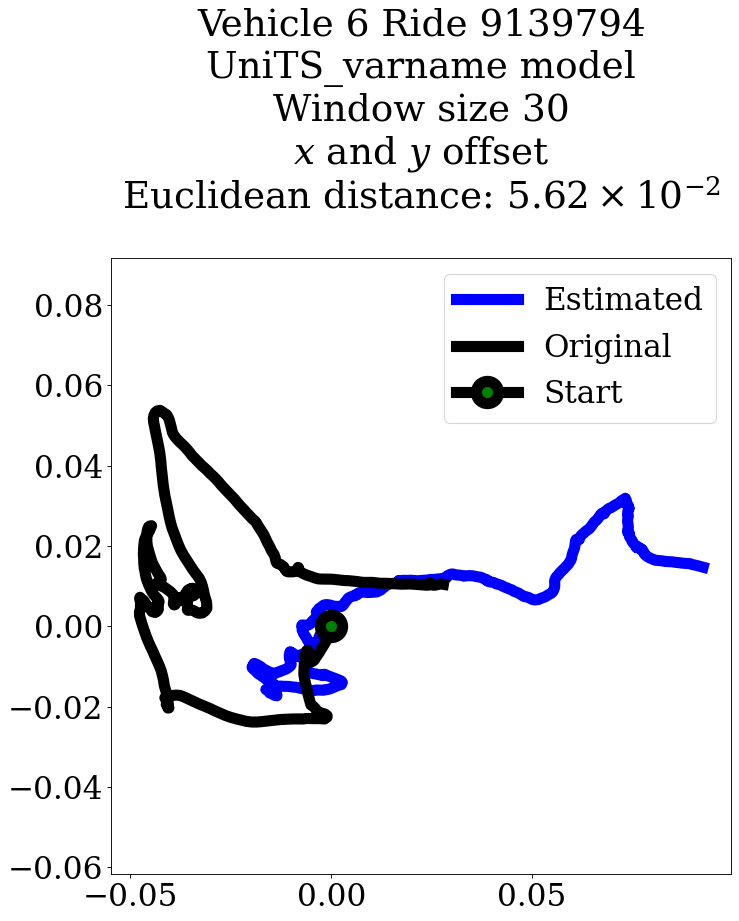 Vehicle 6 Ride 9139794
UniTS_varname model
Window size 30
x and y offset
Euclidean distance: 5.62 × 10⁻²
Estimated
Original
Start
0.08
0.06
0.04
0.02
0.00
−0.02
−0.04
−0.06
−0.05 0.00 0.05